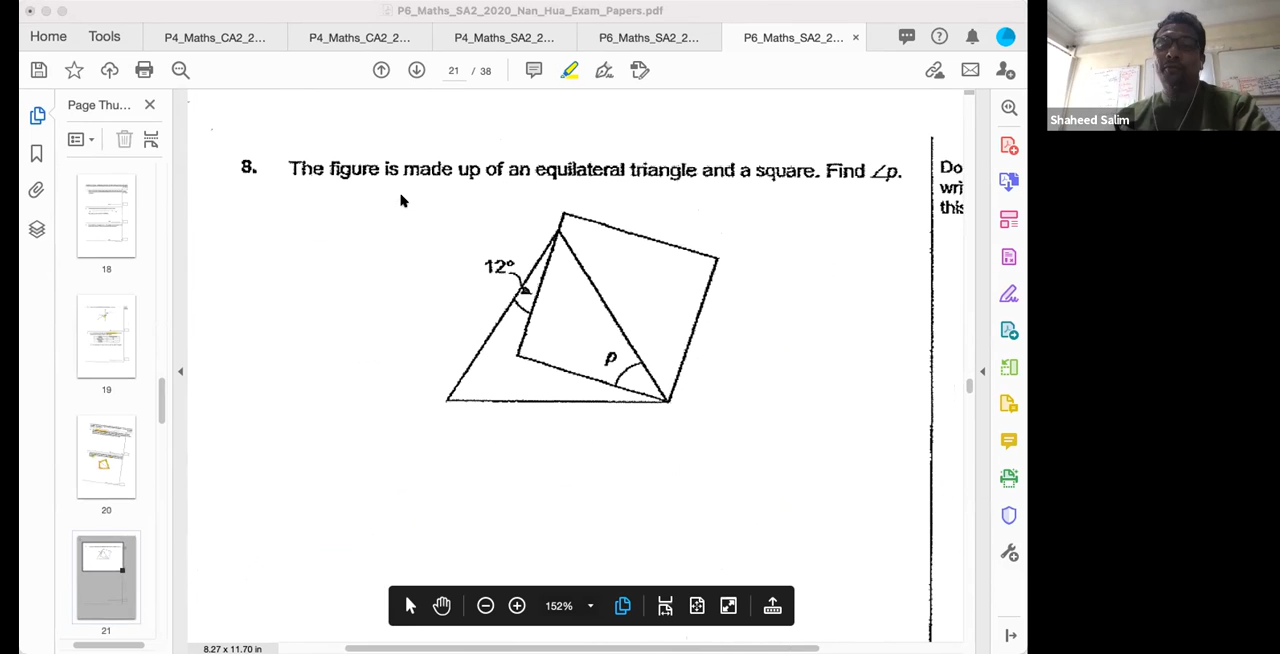 P6_Maths_SA2_2020_Nan_Hua_Exam_Papers.pdf
Home Tools P4_Maths_CA2_2... P4_Maths_CA2_2... P4_Maths_SA2_2... P6_Maths_SA2_2... P6_Maths_SA2_2... ×
21 / 38
Page Thu... ×
18
19
20
21
8. The figure is made up of an equilateral triangle and a square. Find ∠p.
Do
wri
this
12°
p
152%
8.27 x 11.70 in
Shaheed Salim